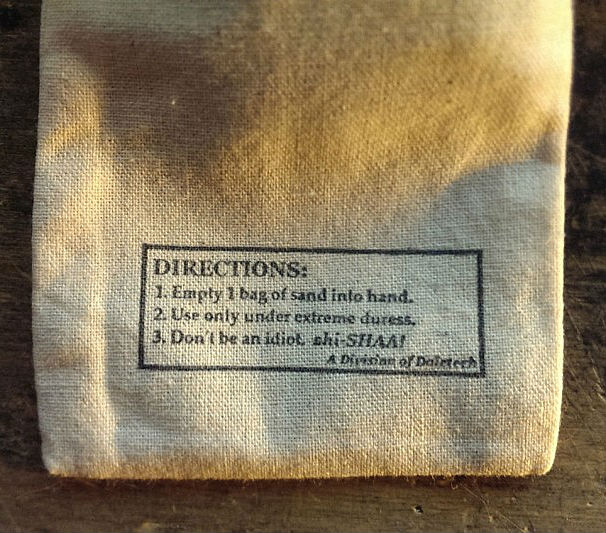 DIRECTIONS:
1. Empty 1 bag of sand into hand.
2. Use only under extreme duress.
3. Don't be an idiot. shi-SHAA!
A Division of Daletech